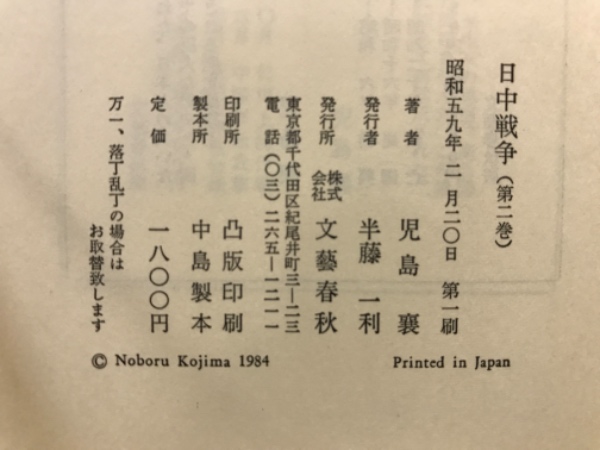 日中戦争(第二巻)
昭和五九年二月二〇日 第一刷
著者 児島襄
発行者 半藤一利
発行所 株式会社 文藝春秋
東京都千代田区紀尾井町三―二三
電話(〇三)二六五―一二一一
印刷所 凸版印刷
製本所 中島製本
定価 一八〇〇円
万一、落丁乱丁の場合は
お取替致します
© Noboru Kojima 1984
Printed in Japan